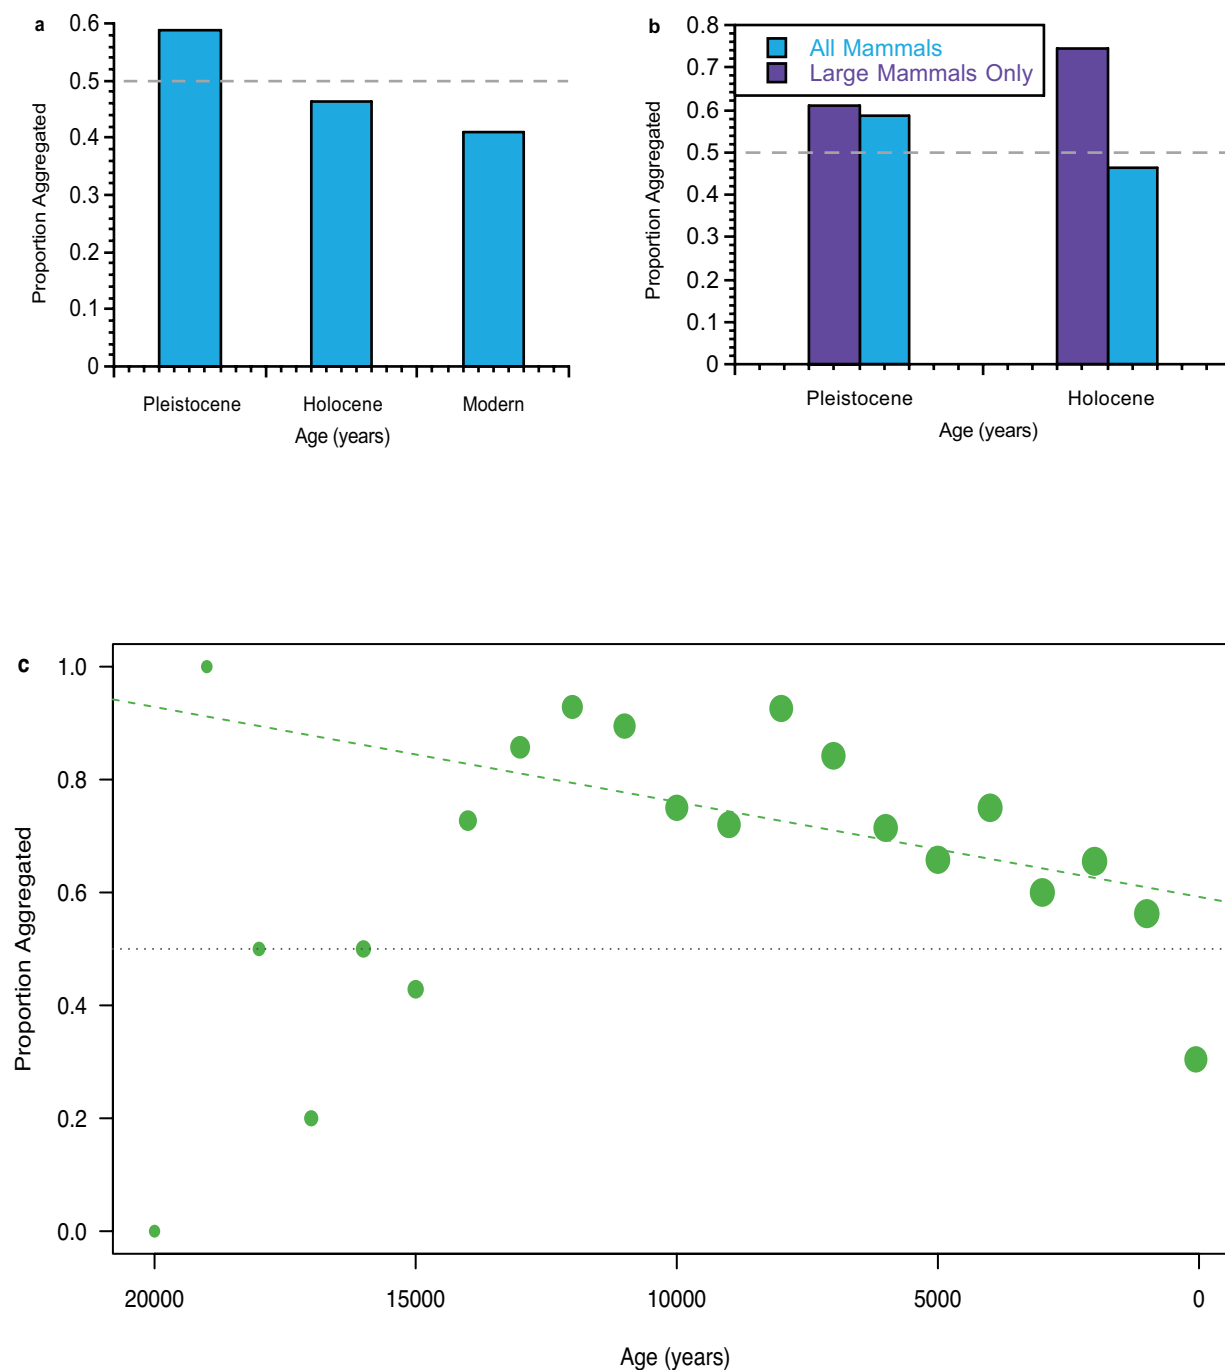 a
0.6
0.5
0.4
0.3
0.2
0.1
0
Proportion Aggregated
Pleistocene Holocene Modern
Age (years)
b
0.8
0.7
0.6
0.5
0.4
0.3
0.2
0.1
0
Proportion Aggregated
All Mammals
Large Mammals Only
Pleistocene Holocene
Age (years)
c
1.0
0.8
0.6
0.4
0.2
0.0
Proportion Aggregated
20000 15000 10000 5000 0
Age (years)